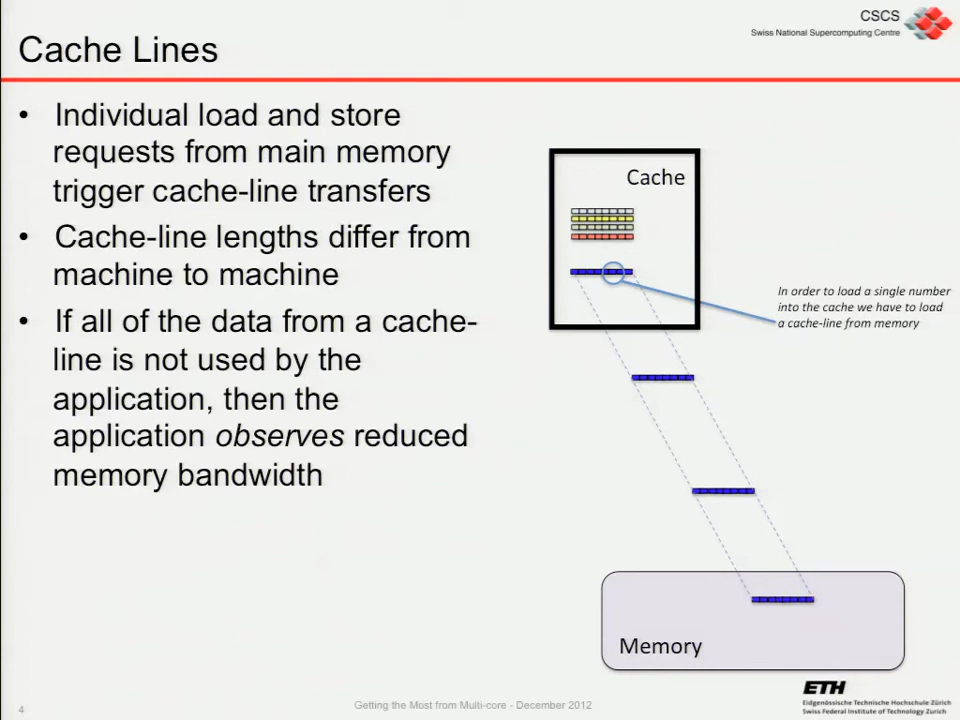 CSCS
Swiss National Supercomputing Centre
Cache Lines
• Individual load and store
requests from main memory
trigger cache-line transfers
• Cache-line lengths differ from
machine to machine
• If all of the data from a cache-
line is not used by the
application, then the
application observes reduced
memory bandwidth
Cache
In order to load a single number
into the cache we have to load
a cache-line from memory
Memory
4
Getting the Most from Multi-core - December 2012
ETH
Eidgenössische Technische Hochschule Zürich
Swiss Federal Institute of Technology Zurich